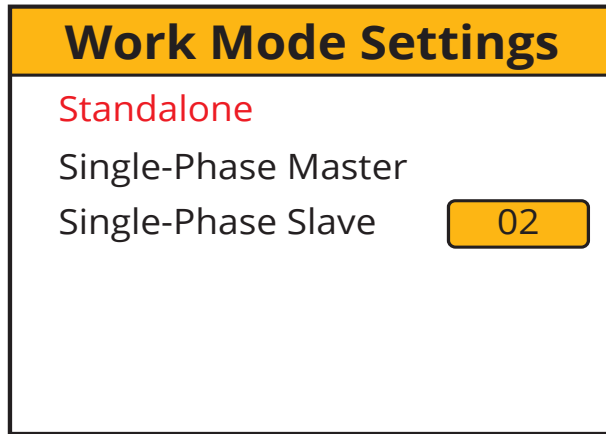 Work Mode Settings
Standalone
Single-Phase Master
Single-Phase Slave 02